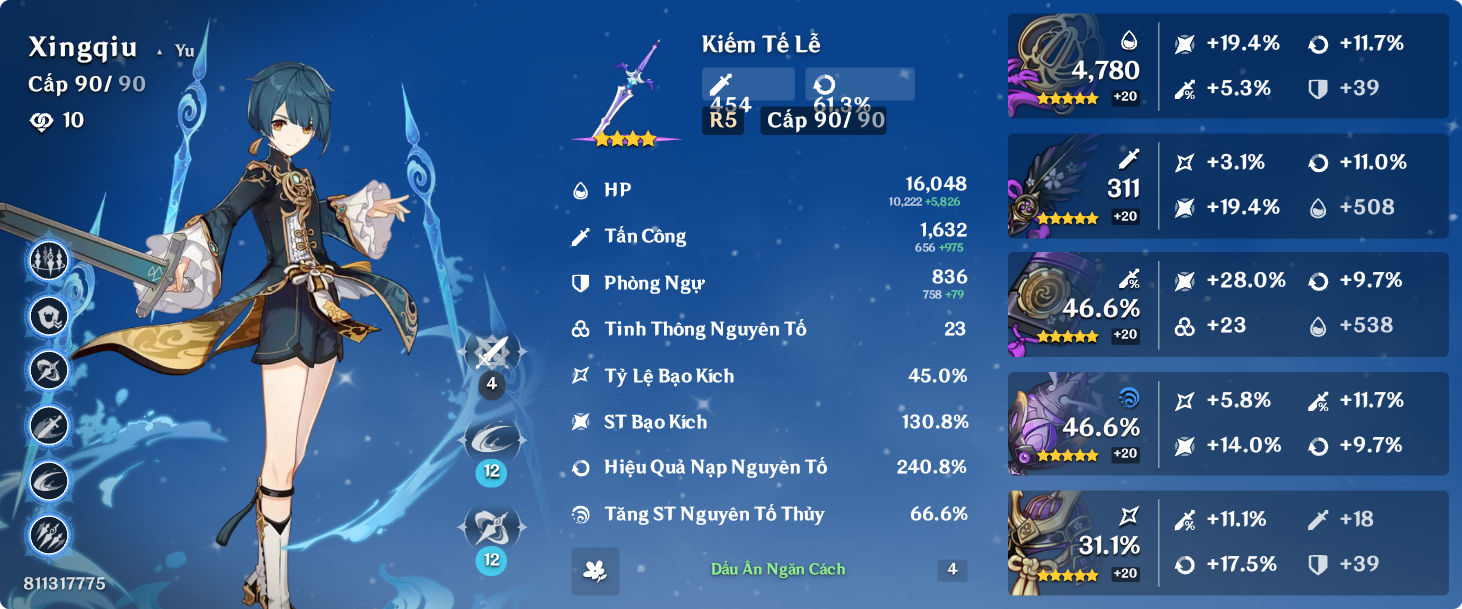 Xingqiu ▲ Yu
Cấp 90/ 90
10
811317775
4
12
12
Kiếm Tế Lễ
454 61.3%
R5 Cấp 90/ 90
HP 16,048
10,222 +5,826
Tấn Công 1,632
656 +975
Phòng Ngự 836
758 +79
Tinh Thông Nguyên Tố 23
Tỷ Lệ Bạo Kích 45.0%
ST Bạo Kích 130.8%
Hiệu Quả Nạp Nguyên Tố 240.8%
Tăng ST Nguyên Tố Thủy 66.6%
Dấu Ấn Ngăn Cách 4
4,780
+20
+19.4% +11.7%
+5.3% +39
311
+20
+3.1% +11.0%
+19.4% +508
46.6%
+20
+28.0% +9.7%
+23 +538
46.6%
+20
+5.8% +11.7%
+14.0% +9.7%
31.1%
+20
+11.1% +18
+17.5% +39